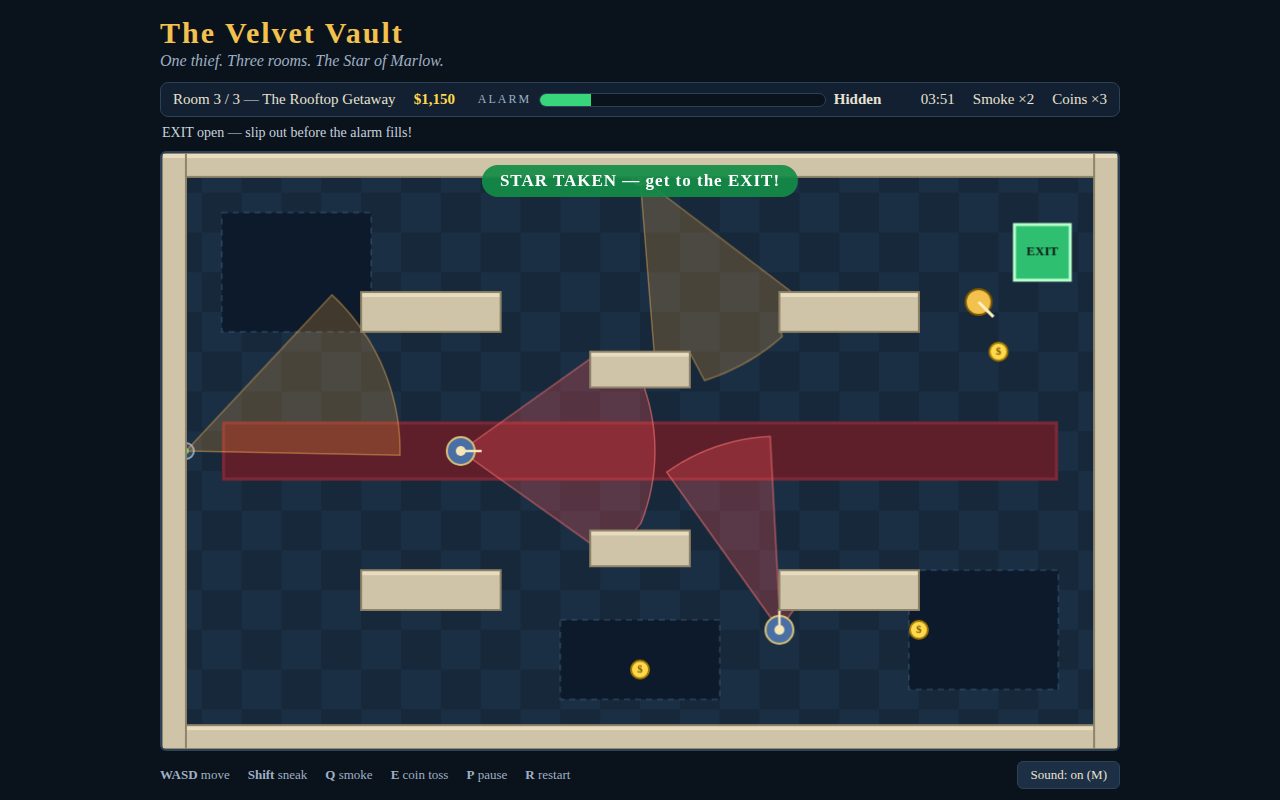 The Velvet Vault
One thief. Three rooms. The Star of Marlow.
Room 3 / 3 — The Rooftop Getaway $1,150 ALARM Hidden 03:51 Smoke ×2 Coins ×3
EXIT open — slip out before the alarm fills!
STAR TAKEN — get to the EXIT!
EXIT
$
$
$
WASD move Shift sneak Q smoke E coin toss P pause R restart
Sound: on (M)